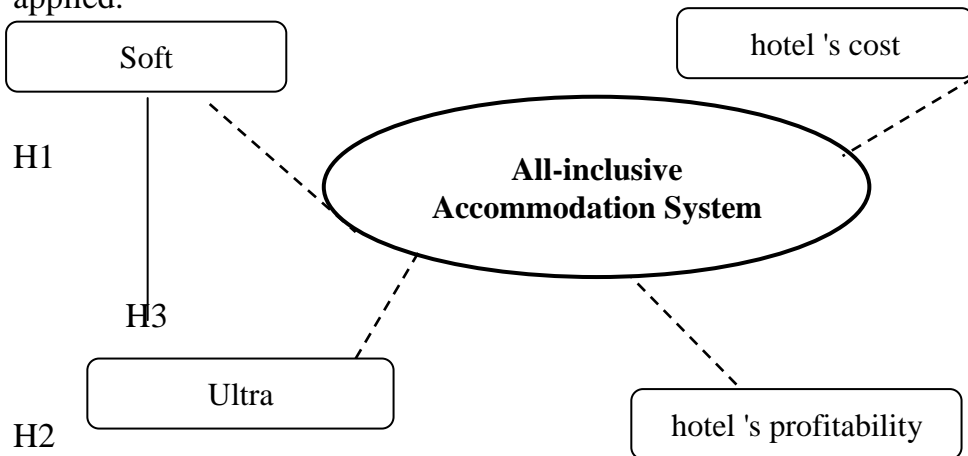 applied.
Soft
hotel 's cost
H1
All-inclusive
Accommodation System
H3
Ultra
H2
hotel 's profitability